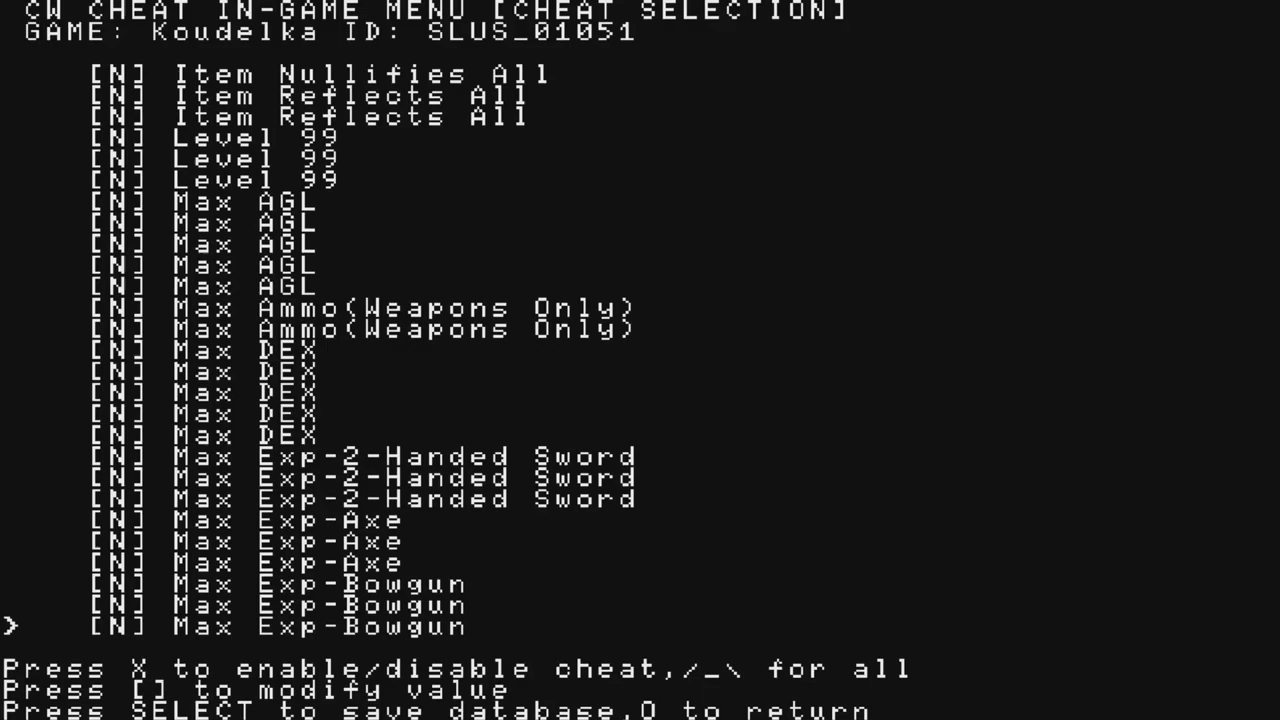 CW CHEAT IN-GAME MENU [CHEAT SELECTION]
GAME: Koudelka ID: SLUS_01051
[N] Item Nullifies All
[N] Item Reflects All
[N] Item Reflects All
[N] Level 99
[N] Level 99
[N] Level 99
[N] Max AGL
[N] Max AGL
[N] Max AGL
[N] Max AGL
[N] Max AGL
[N] Max Ammo(Weapons Only)
[N] Max Ammo(Weapons Only)
[N] Max DEX
[N] Max DEX
[N] Max DEX
[N] Max DEX
[N] Max DEX
[N] Max Exp-2-Handed Sword
[N] Max Exp-2-Handed Sword
[N] Max Exp-2-Handed Sword
[N] Max Exp-Axe
[N] Max Exp-Axe
[N] Max Exp-Axe
[N] Max Exp-Bowgun
[N] Max Exp-Bowgun
> [N] Max Exp-Bowgun
Press X to enable/disable cheat,/_\ for all
Press [] to modify value
Press SELECT to save database,O to return